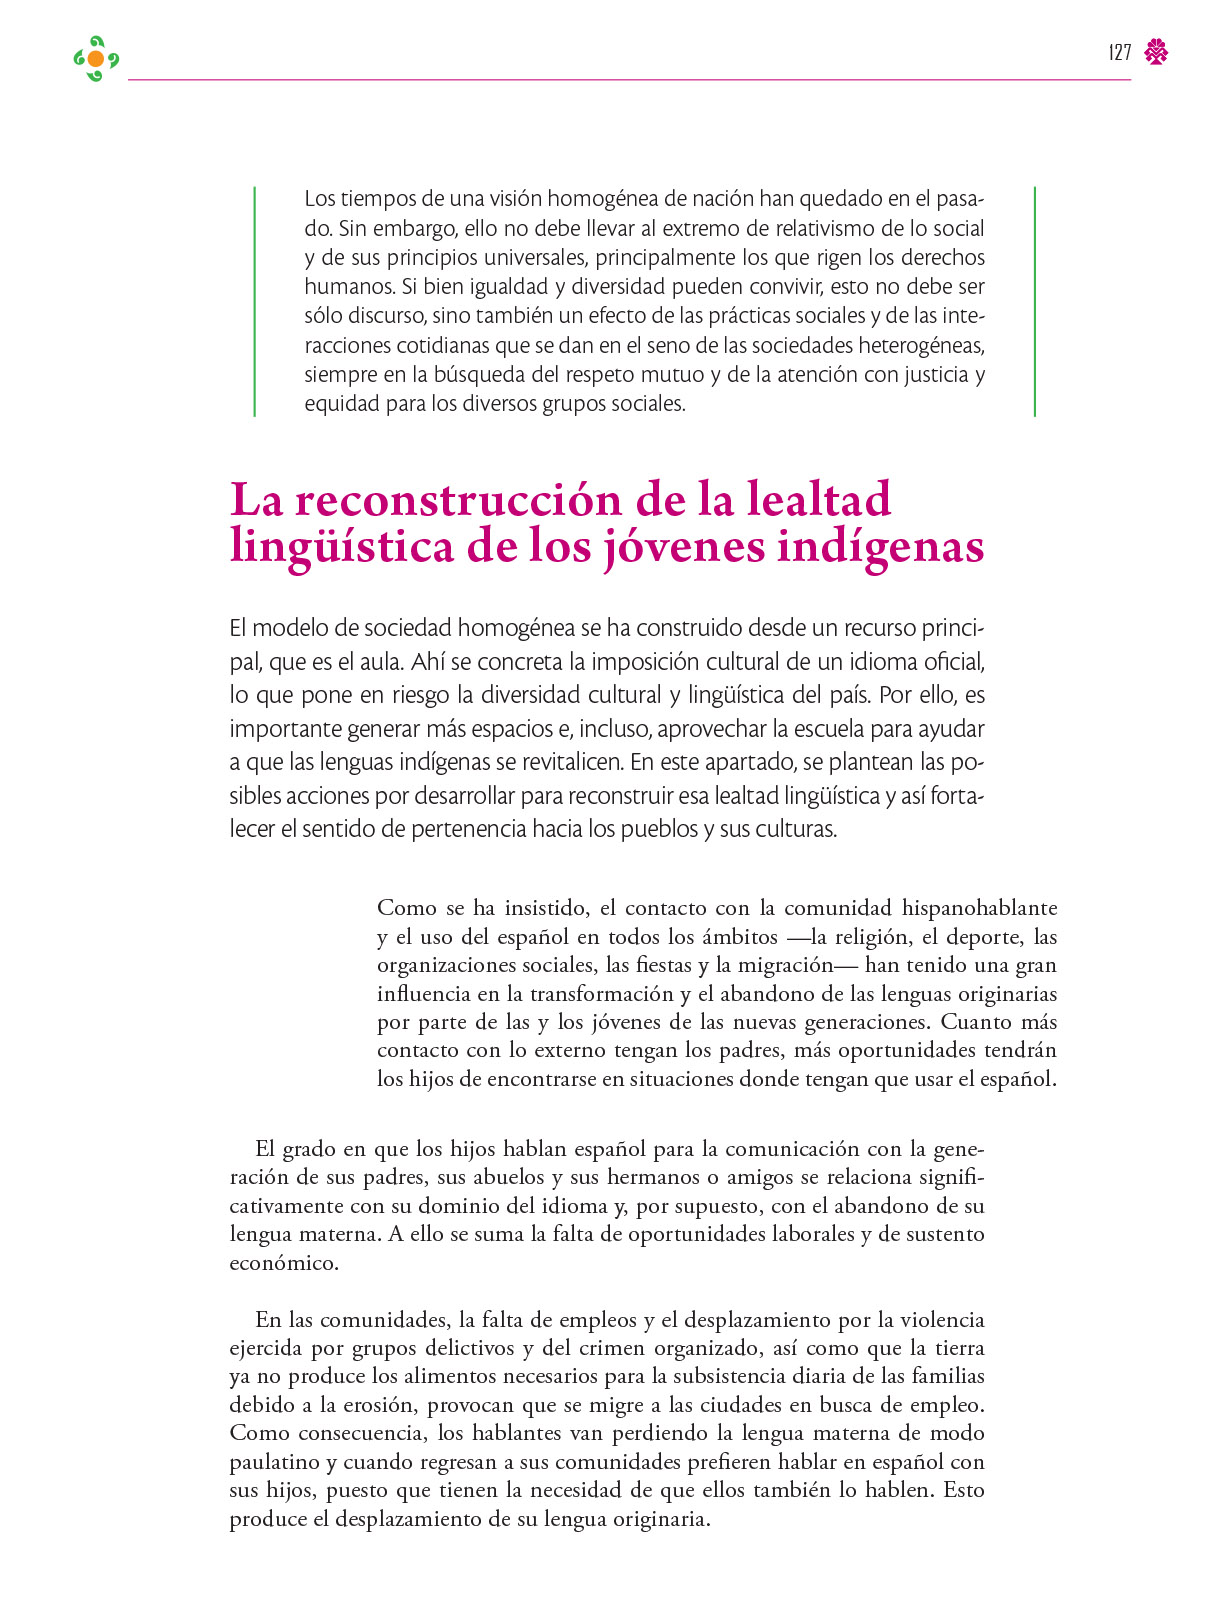 127
Los tiempos de una visión homogénea de nación han quedado en el pasa-
do. Sin embargo, ello no debe llevar al extremo de relativismo de lo social
y de sus principios universales, principalmente los que rigen los derechos
humanos. Si bien igualdad y diversidad pueden convivir, esto no debe ser
sólo discurso, sino también un efecto de las prácticas sociales y de las inte-
racciones cotidianas que se dan en el seno de las sociedades heterogéneas,
siempre en la búsqueda del respeto mutuo y de la atención con justicia y
equidad para los diversos grupos sociales.
La reconstrucción de la lealtad
lingüística de los jóvenes indígenas
El modelo de sociedad homogénea se ha construido desde un recurso princi-
pal, que es el aula. Ahí se concreta la imposición cultural de un idioma oficial,
lo que pone en riesgo la diversidad cultural y lingüística del país. Por ello, es
importante generar más espacios e, incluso, aprovechar la escuela para ayudar
a que las lenguas indígenas se revitalicen. En este apartado, se plantean las po-
sibles acciones por desarrollar para reconstruir esa lealtad lingüística y así forta-
lecer el sentido de pertenencia hacia los pueblos y sus culturas.
Como se ha insistido, el contacto con la comunidad hispanohablante
y el uso del español en todos los ámbitos —la religión, el deporte, las
organizaciones sociales, las fiestas y la migración— han tenido una gran
influencia en la transformación y el abandono de las lenguas originarias
por parte de las y los jóvenes de las nuevas generaciones. Cuanto más
contacto con lo externo tengan los padres, más oportunidades tendrán
los hijos de encontrarse en situaciones donde tengan que usar el español.
El grado en que los hijos hablan español para la comunicación con la gene-
ración de sus padres, sus abuelos y sus hermanos o amigos se relaciona signifi-
cativamente con su dominio del idioma y, por supuesto, con el abandono de su
lengua materna. A ello se suma la falta de oportunidades laborales y de sustento
económico.
En las comunidades, la falta de empleos y el desplazamiento por la violencia
ejercida por grupos delictivos y del crimen organizado, así como que la tierra
ya no produce los alimentos necesarios para la subsistencia diaria de las familias
debido a la erosión, provocan que se migre a las ciudades en busca de empleo.
Como consecuencia, los hablantes van perdiendo la lengua materna de modo
paulatino y cuando regresan a sus comunidades prefieren hablar en español con
sus hijos, puesto que tienen la necesidad de que ellos también lo hablen. Esto
produce el desplazamiento de su lengua originaria.